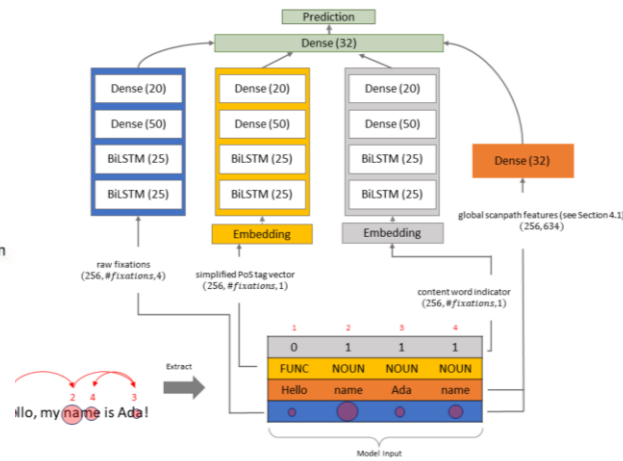 Prediction
Dense (32)
Dense (20)
Dense (50)
BiLSTM (25)
BiLSTM (25)
Dense (20)
Dense (50)
BiLSTM (25)
BiLSTM (25)
Embedding
Dense (20)
Dense (50)
BiLSTM (25)
BiLSTM (25)
Embedding
Dense (32)
global scanpath features (see Section 4.1)
(256,634)
raw fixations
(256, #fixations,4)
simplified PoS tag vector
(256, #fixations,1)
content word indicator
(256, #fixations,1)
1 2 3 4
0 1 1 1
FUNC NOUN NOUN NOUN
Hello name Ada name
Model Input
Extract
2 4 3
llo, my name is Ada!